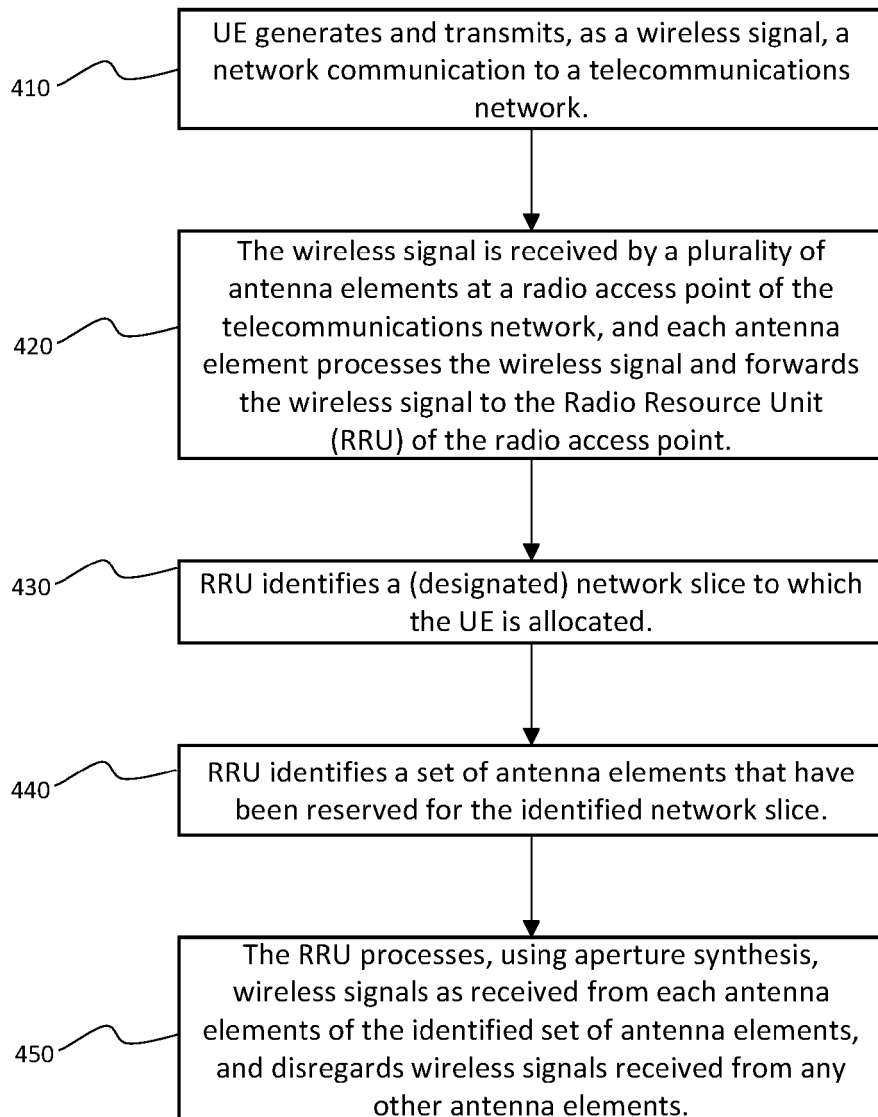 UE generates and transmits, as a wireless signal, a
network communication to a telecommunications
network.
410
The wireless signal is received by a plurality of
antenna elements at a radio access point of the
telecommunications network, and each antenna
element processes the wireless signal and forwards
the wireless signal to the Radio Resource Unit
(RRU) of the radio access point.
420
RRU identifies a (designated) network slice to which
the UE is allocated.
430
RRU identifies a set of antenna elements that have
been reserved for the identified network slice.
440
The RRU processes, using aperture synthesis,
wireless signals as received from each antenna
elements of the identified set of antenna elements,
and disregards wireless signals received from any
other antenna elements.
450